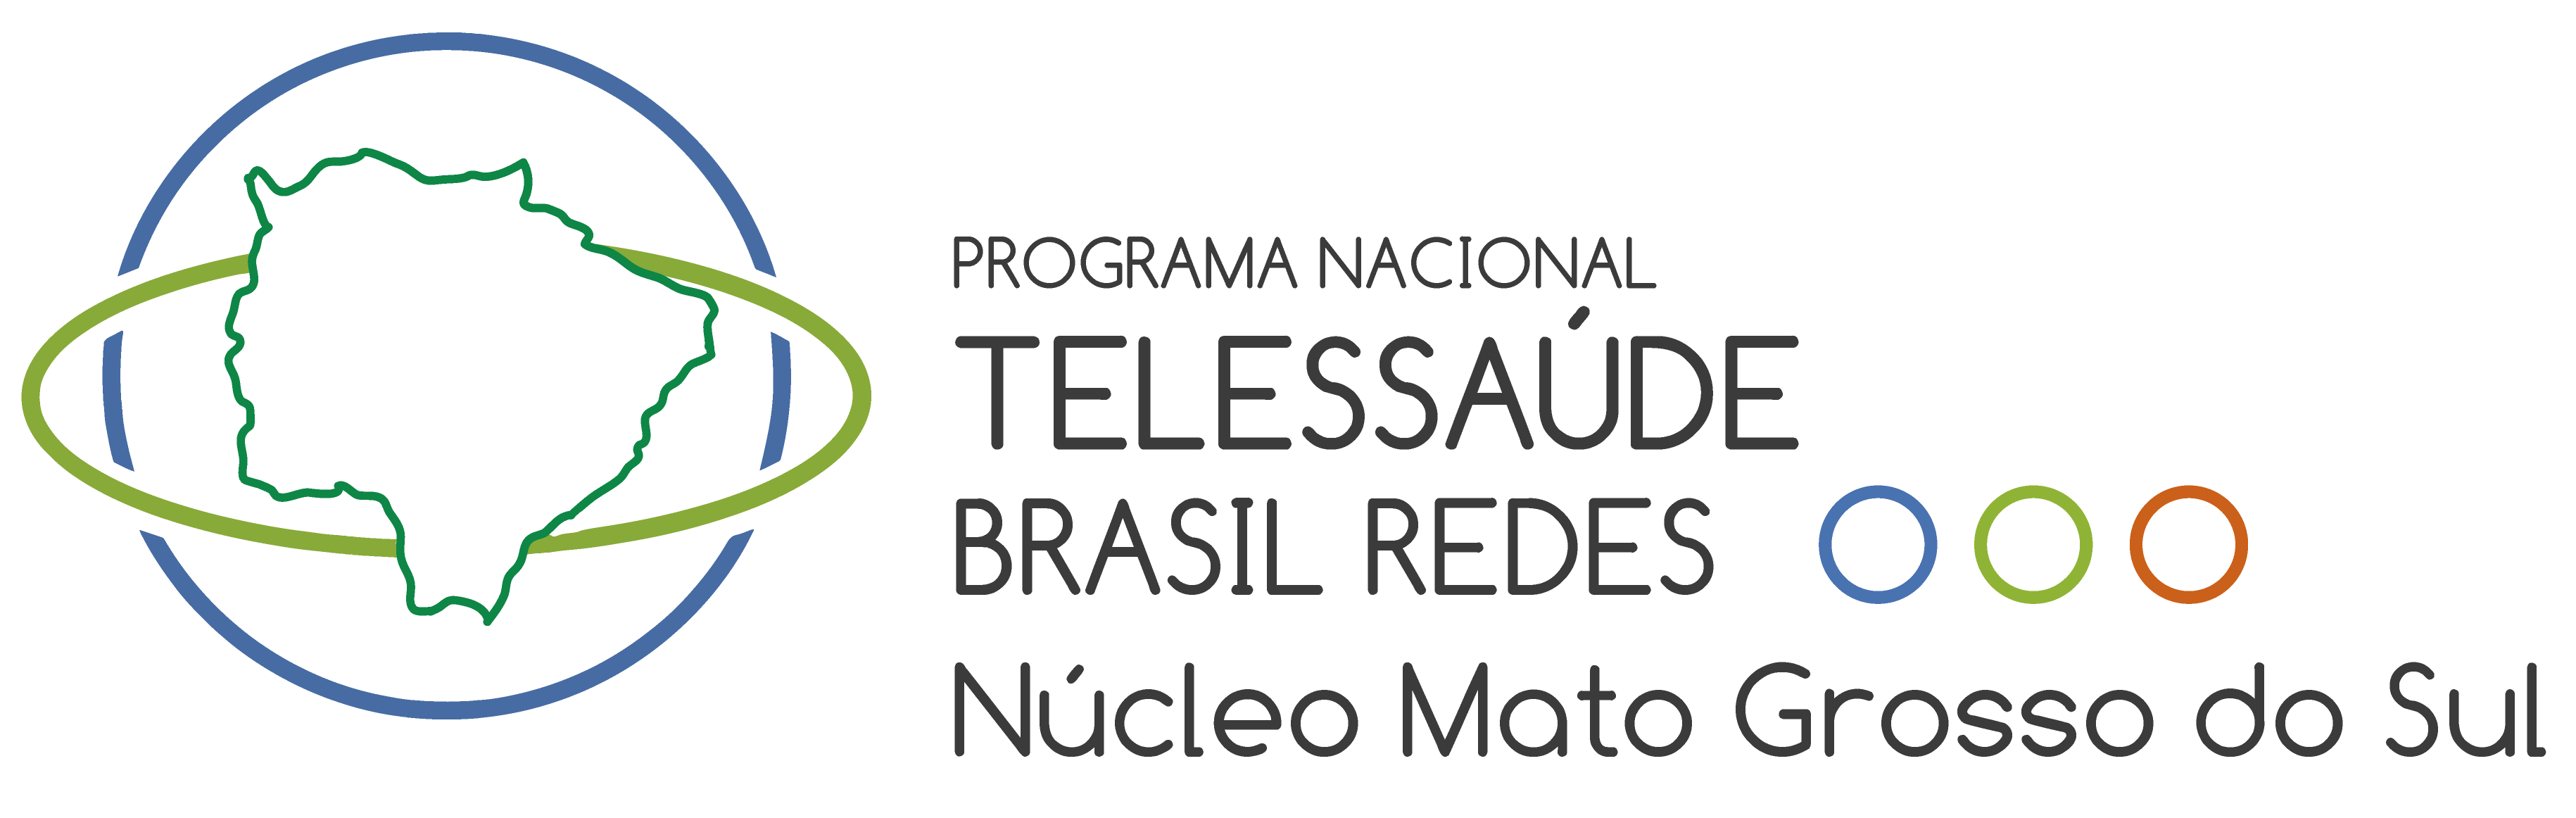 PROGRAMA NACIONAL
TELESSAÚDE
BRASIL REDES
Núcleo Mato Grosso do Sul